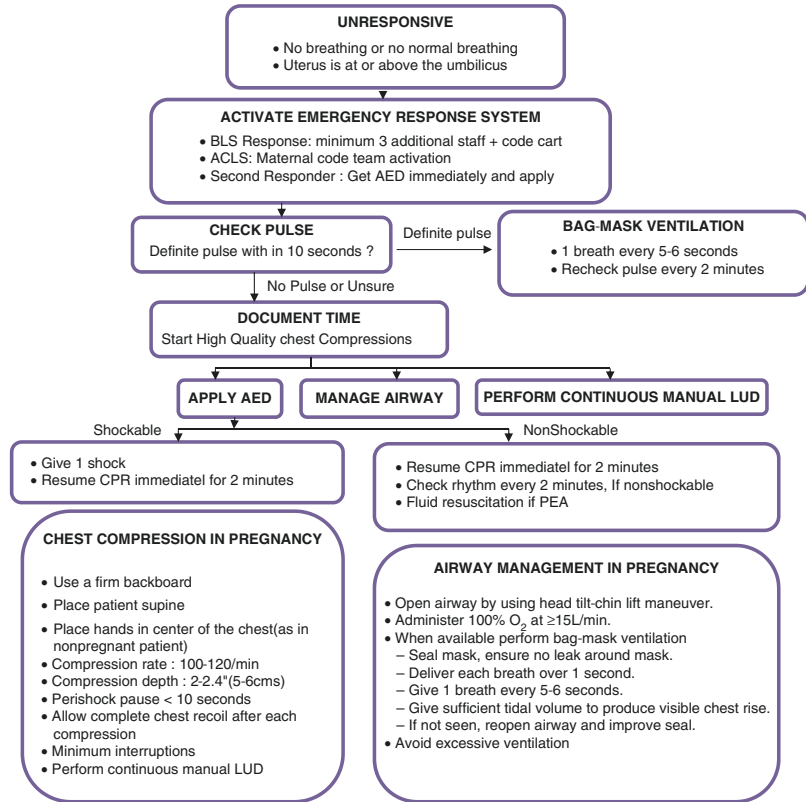 UNRESPONSIVE
• No breathing or no normal breathing
• Uterus is at or above the umbilicus
ACTIVATE EMERGENCY RESPONSE SYSTEM
• BLS Response: minimum 3 additional staff + code cart
• ACLS: Maternal code team activation
• Second Responder : Get AED immediately and apply
CHECK PULSE
Definite pulse with in 10 seconds ?
Definite pulse
BAG-MASK VENTILATION
• 1 breath every 5-6 seconds
• Recheck pulse every 2 minutes
No Pulse or Unsure
DOCUMENT TIME
Start High Quality chest Compressions
APPLY AED
MANAGE AIRWAY
PERFORM CONTINUOUS MANUAL LUD
Shockable
NonShockable
• Give 1 shock
• Resume CPR immediatel for 2 minutes
• Resume CPR immediatel for 2 minutes
• Check rhythm every 2 minutes, If nonshockable
• Fluid resuscitation if PEA
CHEST COMPRESSION IN PREGNANCY
• Use a firm backboard
• Place patient supine
• Place hands in center of the chest(as in
nonpregnant patient)
• Compression rate : 100-120/min
• Compression depth : 2-2.4"(5-6cms)
• Perishock pause < 10 seconds
• Allow complete chest recoil after each
compression
• Minimum interruptions
• Perform continuous manual LUD
AIRWAY MANAGEMENT IN PREGNANCY
• Open airway by using head tilt-chin lift maneuver.
• Administer 100% O2 at ≥15L/min.
• When available perform bag-mask ventilation
– Seal mask, ensure no leak around mask.
– Deliver each breath over 1 second.
– Give 1 breath every 5-6 seconds.
– Give sufficient tidal volume to produce visible chest rise.
– If not seen, reopen airway and improve seal.
• Avoid excessive ventilation